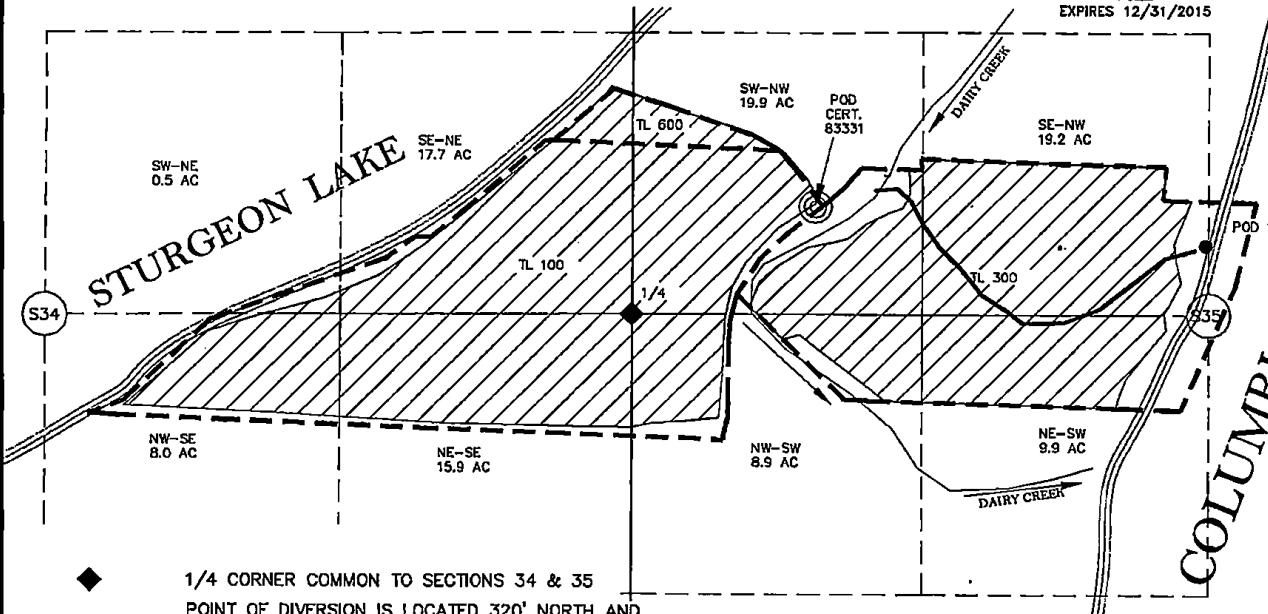 EXPIRES 12/31/2015
SW-NW
19.9 AC
POD
CERT.
83331
DAIRY CREEK
TL 600
SE-NW
19.2 AC
SE-NE
17.7 AC
SW-NE
0.5 AC
STURGEON LAKE
POD
TL 100
TL 300
1/4
S34
S35
NW-SE
8.0 AC
NE-SE
15.9 AC
NW-SW
8.9 AC
NE-SW
9.9 AC
DAIRY CREEK
1/4 CORNER COMMON TO SECTIONS 34 & 35
POINT OF DIVERSION IS LOCATED 320' NORTH AND